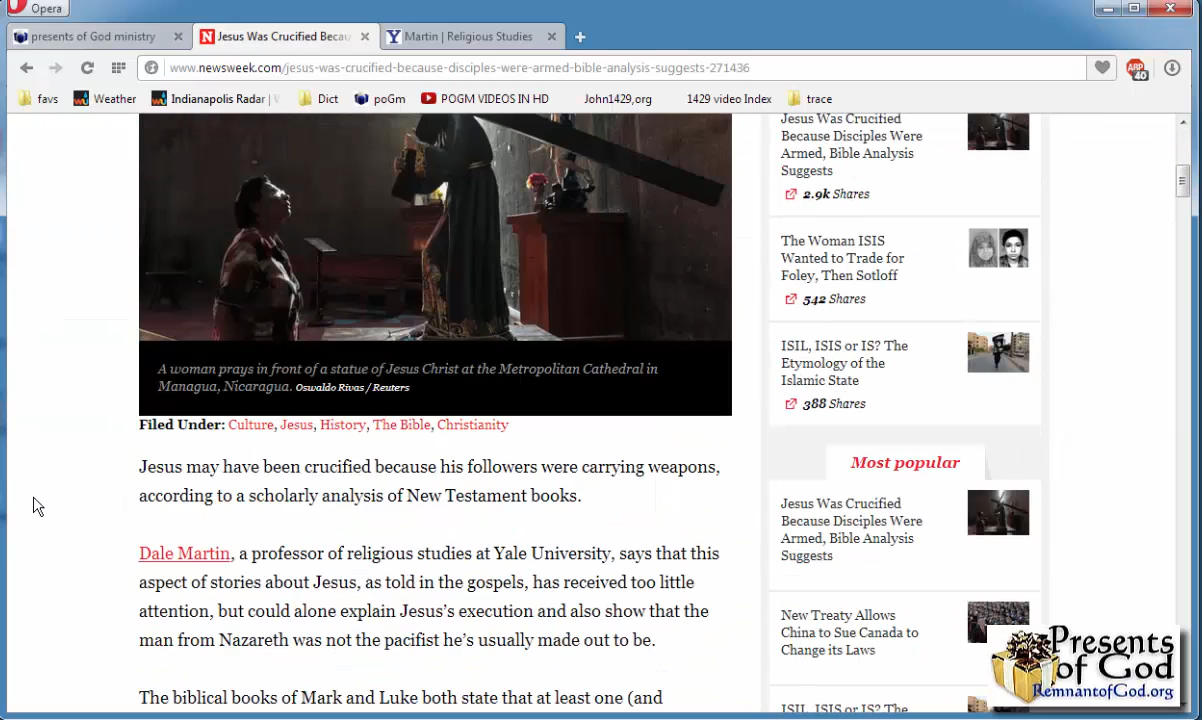 Opera
presents of God ministry
Jesus Was Crucified Becau
Martin | Religious Studies
www.newsweek.com/jesus-was-crucified-because-disciples-were-armed-bible-analysis-suggests-271436
ABP
40
favs
Weather
Indianapolis Radar | W
Dict
poGm
POGM VIDEOS IN HD
John1429,org
1429 video Index
trace
A woman prays in front of a statue of Jesus Christ at the Metropolitan Cathedral in
Managua, Nicaragua. Oswaldo Rivas / Reuters
Filed Under: Culture, Jesus, History, The Bible, Christianity
Jesus may have been crucified because his followers were carrying weapons,
according to a scholarly analysis of New Testament books.
Dale Martin, a professor of religious studies at Yale University, says that this
aspect of stories about Jesus, as told in the gospels, has received too little
attention, but could alone explain Jesus's execution and also show that the
man from Nazareth was not the pacifist he's usually made out to be.
The biblical books of Mark and Luke both state that at least one (and
Jesus Was Crucified
Because Disciples Were
Armed, Bible Analysis
Suggests
2.9k Shares
The Woman ISIS
Wanted to Trade for
Foley, Then Sotloff
542 Shares
ISIL, ISIS or IS? The
Etymology of the
Islamic State
388 Shares
Most popular
Jesus Was Crucified
Because Disciples Were
Armed, Bible Analysis
Suggests
New Treaty Allows
China to Sue Canada to
Change its Laws
ISIL, ISIS or IS? The
Presents
of God
RemnantofGod.org